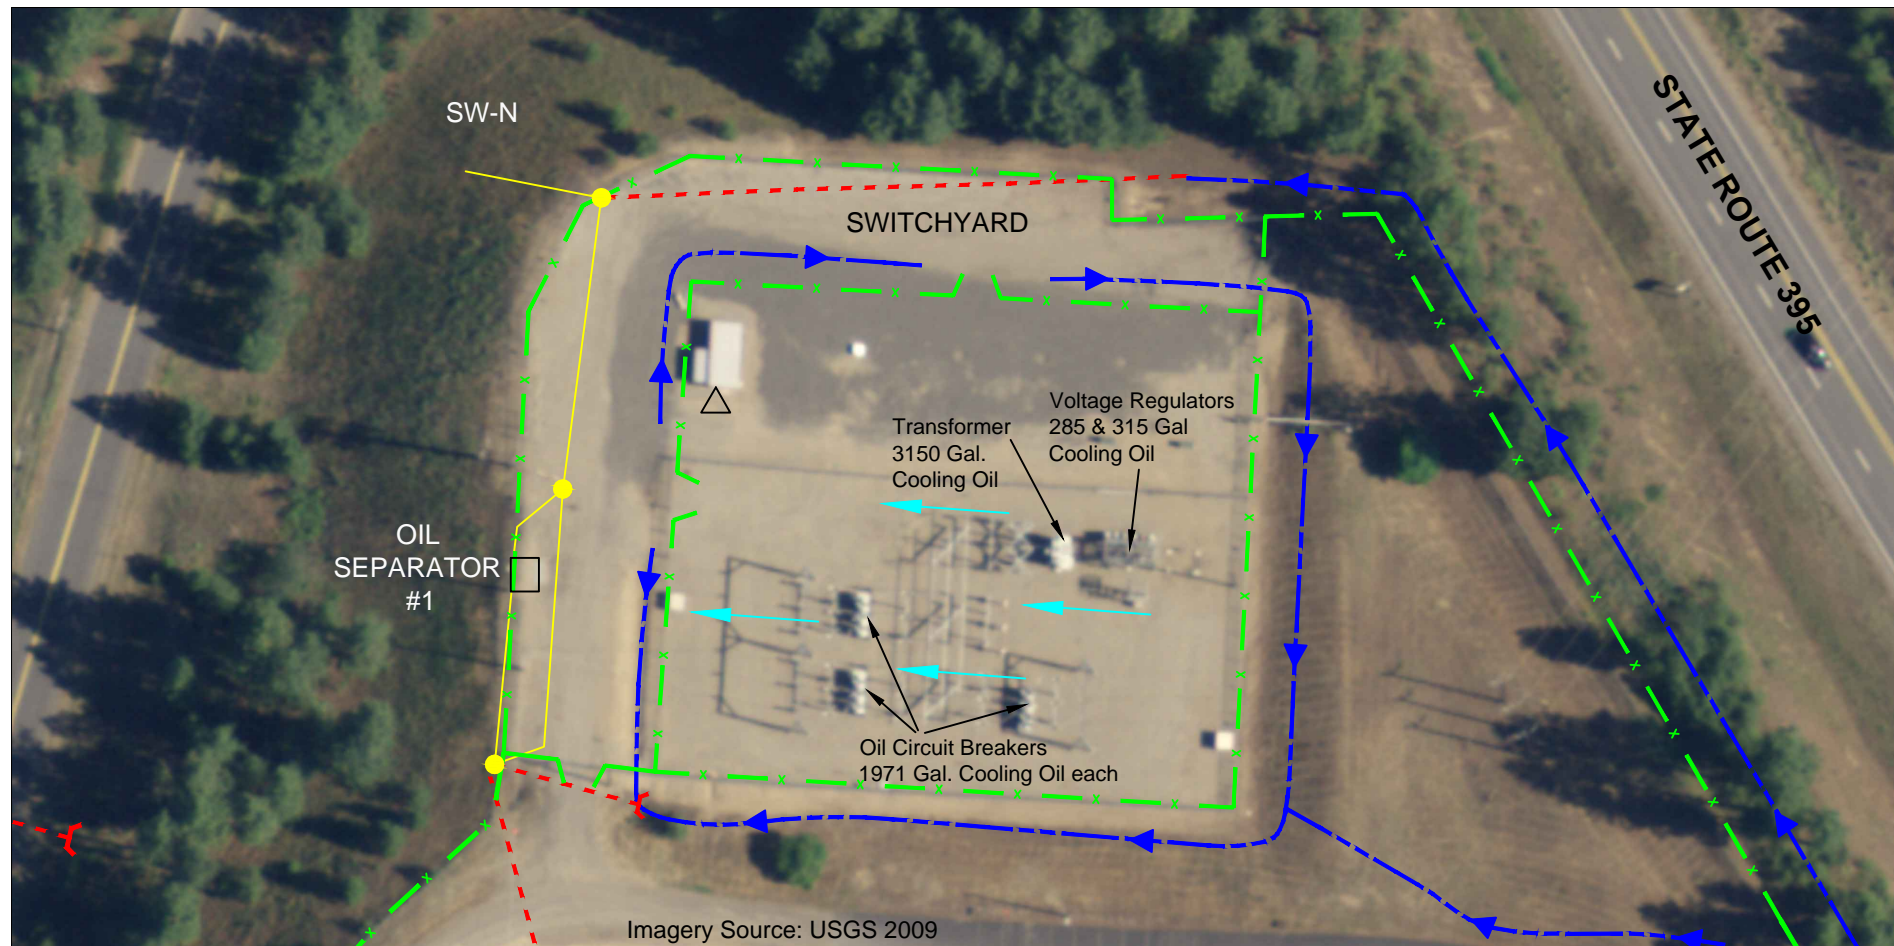 SW-N
STATE ROUTE 395
SWITCHYARD
Transformer
3150 Gal.
Cooling Oil
Voltage Regulators
285 & 315 Gal
Cooling Oil
OIL
SEPARATOR
#1
Oil Circuit Breakers
1971 Gal. Cooling Oil each
Imagery Source: USGS 2009